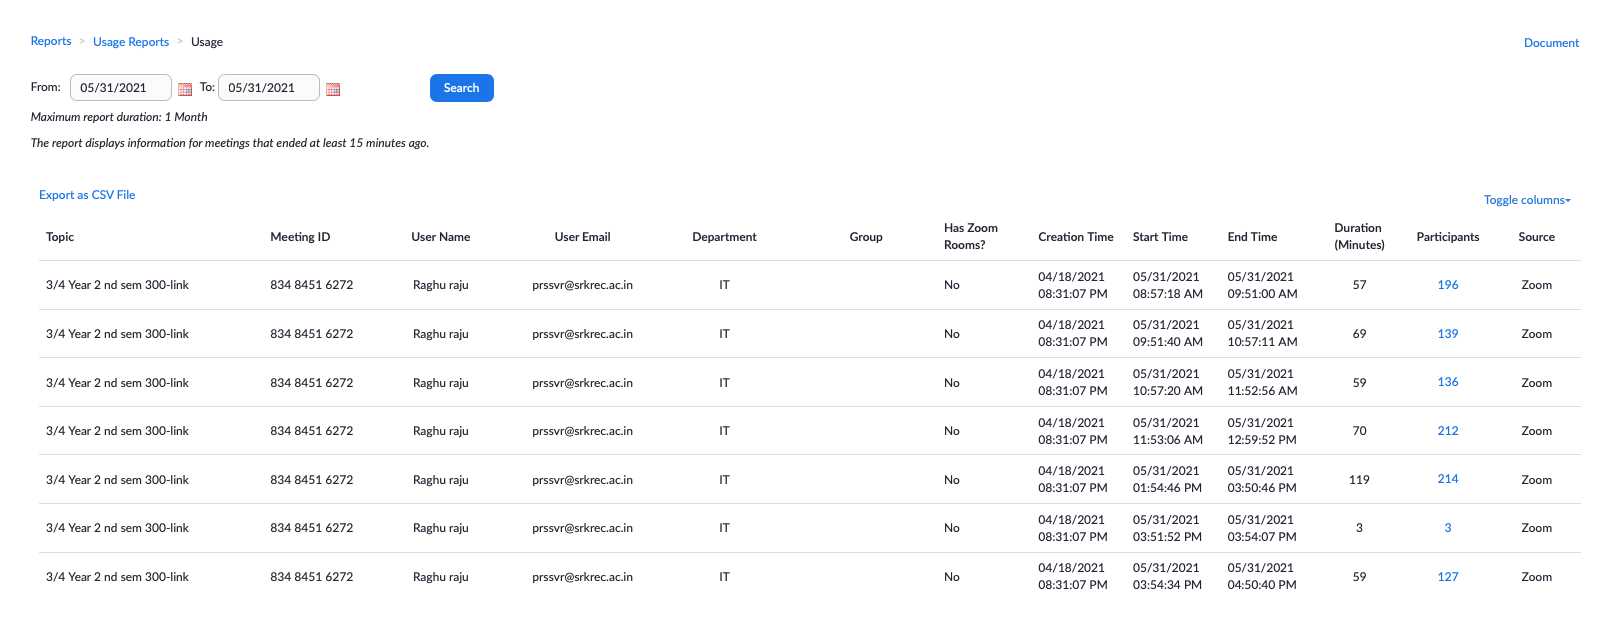 Reports > Usage Reports > Usage
Document
From: 05/31/2021 To: 05/31/2021 Search
Maximum report duration: 1 Month
The report displays information for meetings that ended at least 15 minutes ago.
Export as CSV File
Toggle columns
Topic Meeting ID User Name User Email Department Group Has Zoom Rooms? Creation Time Start Time End Time Duration (Minutes) Participants Source
3/4 Year 2 nd sem 300-link 834 8451 6272 Raghu raju prssvr@srkrec.ac.in IT No 04/18/2021 08:31:07 PM 05/31/2021 08:57:18 AM 05/31/2021 09:51:00 AM 57 196 Zoom
3/4 Year 2 nd sem 300-link 834 8451 6272 Raghu raju prssvr@srkrec.ac.in IT No 04/18/2021 08:31:07 PM 05/31/2021 09:51:40 AM 05/31/2021 10:57:11 AM 69 139 Zoom
3/4 Year 2 nd sem 300-link 834 8451 6272 Raghu raju prssvr@srkrec.ac.in IT No 04/18/2021 08:31:07 PM 05/31/2021 10:57:20 AM 05/31/2021 11:52:56 AM 59 136 Zoom
3/4 Year 2 nd sem 300-link 834 8451 6272 Raghu raju prssvr@srkrec.ac.in IT No 04/18/2021 08:31:07 PM 05/31/2021 11:53:06 AM 05/31/2021 12:59:52 PM 70 212 Zoom
3/4 Year 2 nd sem 300-link 834 8451 6272 Raghu raju prssvr@srkrec.ac.in IT No 04/18/2021 08:31:07 PM 05/31/2021 01:54:46 PM 05/31/2021 03:50:46 PM 119 214 Zoom
3/4 Year 2 nd sem 300-link 834 8451 6272 Raghu raju prssvr@srkrec.ac.in IT No 04/18/2021 08:31:07 PM 05/31/2021 03:51:52 PM 05/31/2021 03:54:07 PM 3 3 Zoom
3/4 Year 2 nd sem 300-link 834 8451 6272 Raghu raju prssvr@srkrec.ac.in IT No 04/18/2021 08:31:07 PM 05/31/2021 03:54:34 PM 05/31/2021 04:50:40 PM 59 127 Zoom